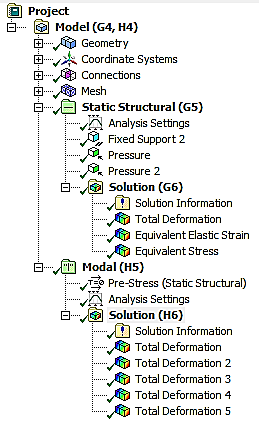 Project
Model (G4, H4)
Geometry
Coordinate Systems
Connections
Mesh
Static Structural (G5)
Analysis Settings
Fixed Support 2
Pressure
Pressure 2
Solution (G6)
Solution Information
Total Deformation
Equivalent Elastic Strain
Equivalent Stress
Modal (H5)
Pre-Stress (Static Structural)
Analysis Settings
Solution (H6)
Solution Information
Total Deformation
Total Deformation 2
Total Deformation 3
Total Deformation 4
Total Deformation 5